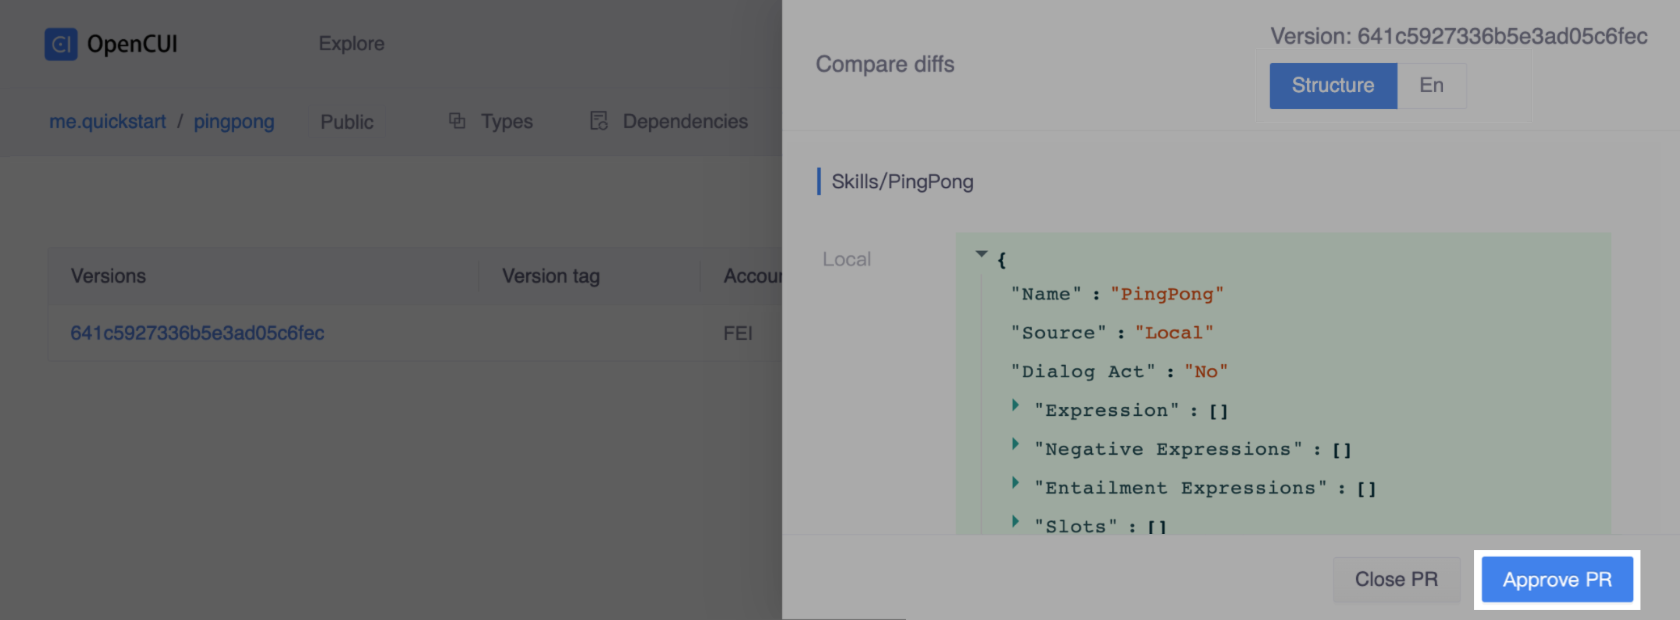 OpenCUI
Explore
me.quickstart / pingpong
Public
Types
Dependencies
Versions
Version tag
Accoun
641c5927336b5e3ad05c6fec
FEI
Compare diffs
Version: 641c5927336b5e3ad05c6fec
Structure
En
Skills/PingPong
Local
{
"Name" : "PingPong"
"Source" : "Local"
"Dialog Act" : "No"
"Expression" : []
"Negative Expressions" : []
"Entailment Expressions" : []
"Slots" : []
Close PR
Approve PR